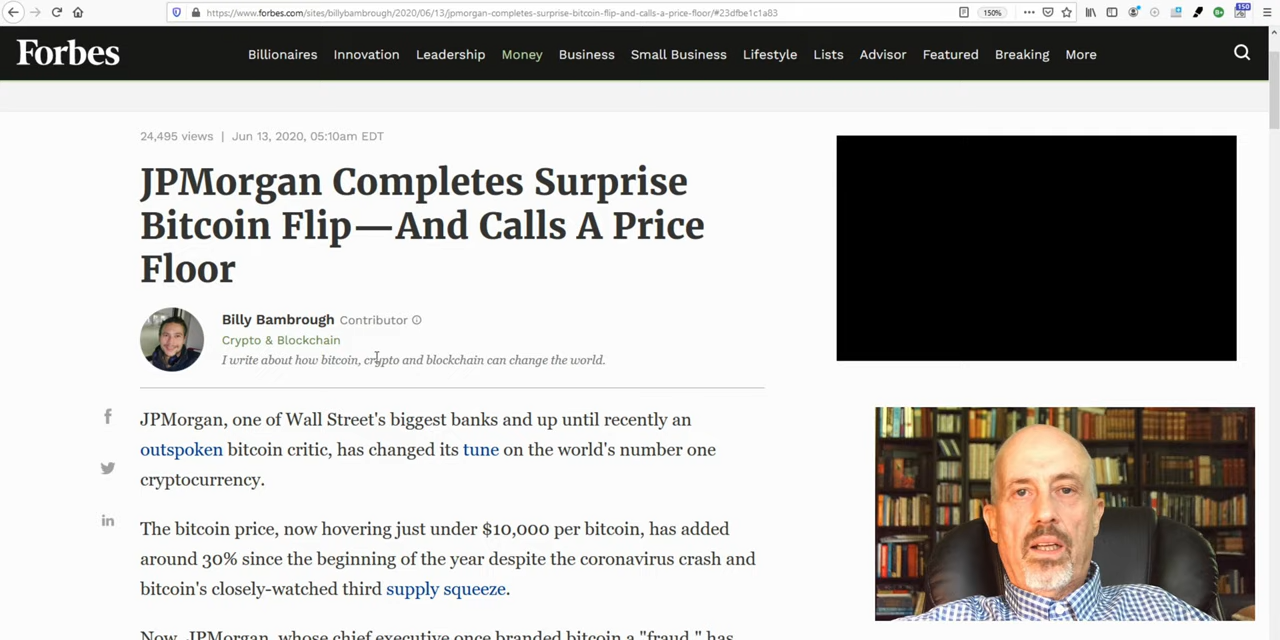 https://www.forbes.com/sites/billybambrough/2020/06/13/jpmorgan-completes-surprise-bitcoin-flip-and-calls-a-price-floor/#23dfbe1c1a83
150%
150
Forbes
Billionaires Innovation Leadership Money Business Small Business Lifestyle Lists Advisor Featured Breaking More
24,495 views | Jun 13, 2020, 05:10am EDT
JPMorgan Completes Surprise
Bitcoin Flip—And Calls A Price
Floor
Billy Bambrough Contributor
Crypto & Blockchain
I write about how bitcoin, crypto and blockchain can change the world.
JPMorgan, one of Wall Street's biggest banks and up until recently an
outspoken bitcoin critic, has changed its tune on the world's number one
cryptocurrency.
The bitcoin price, now hovering just under $10,000 per bitcoin, has added
around 30% since the beginning of the year despite the coronavirus crash and
bitcoin's closely-watched third supply squeeze.
Now, JPMorgan, whose chief executive once branded bitcoin a "fraud," has